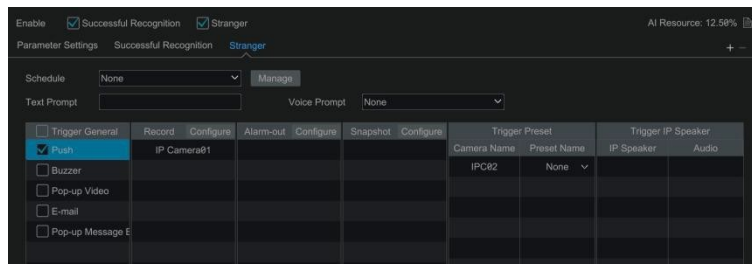 Enable Successful Recognition Stranger AI Resource: 12.50%
Parameter Settings Successful Recognition Stranger
Schedule None Manage
Text Prompt Voice Prompt None
Trigger General Record Configure Alarm-out Configure Snapshot Configure Trigger Preset Trigger IP Speaker
Camera Name Preset Name IP Speaker Audio
Push IP Camera01
Buzzer IPC02 None
Pop-up Video
E-mail
Pop-up Message E